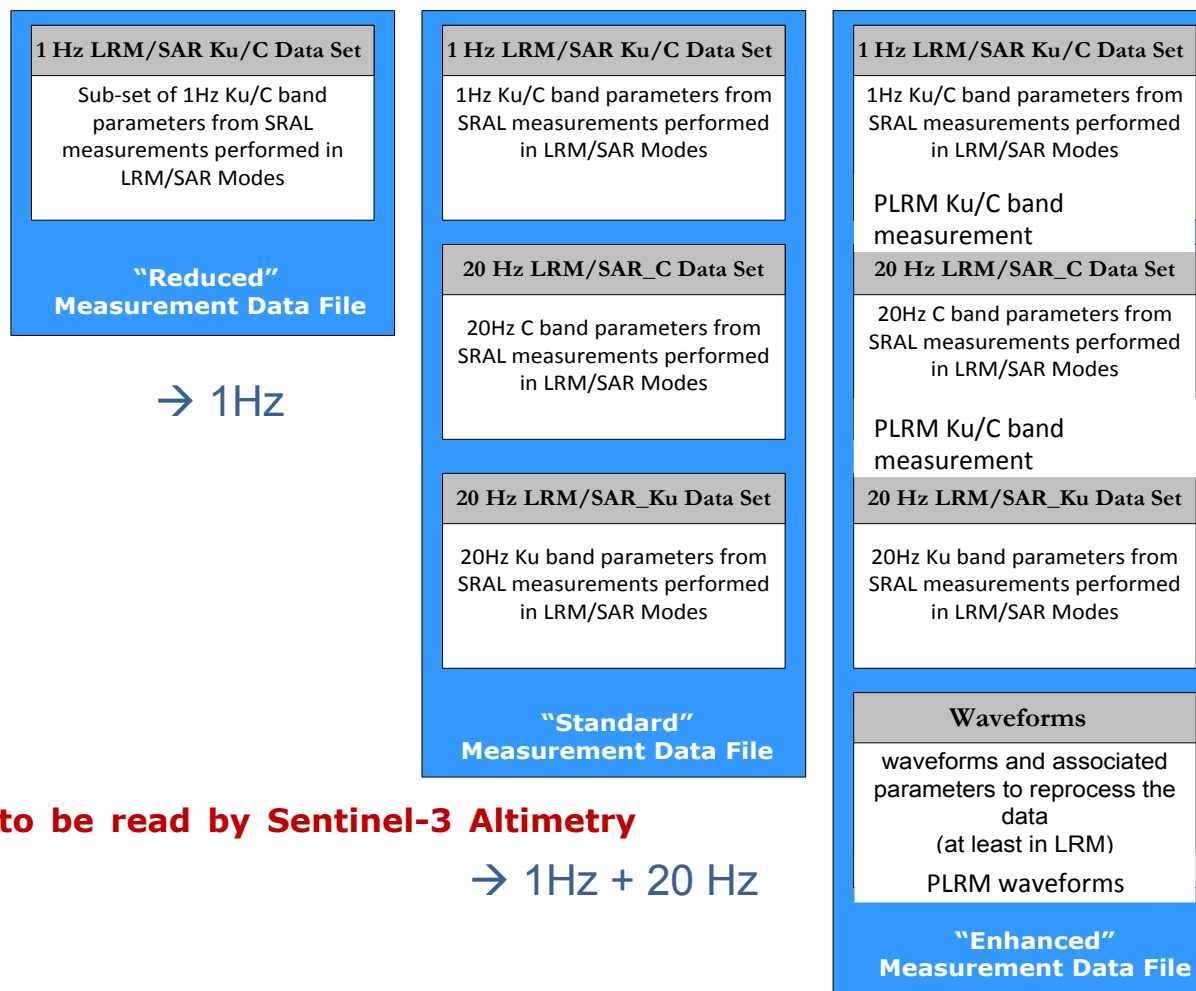 1 Hz LRM/SAR Ku/C Data Set
Sub-set of 1Hz Ku/C band
parameters from SRAL
measurements performed in
LRM/SAR Modes
“Reduced”
Measurement Data File
→ 1Hz
1 Hz LRM/SAR Ku/C Data Set
1Hz Ku/C band parameters from
SRAL measurements performed
in LRM/SAR Modes
20 Hz LRM/SAR_C Data Set
20Hz C band parameters from
SRAL measurements performed
in LRM/SAR Modes
20 Hz LRM/SAR_Ku Data Set
20Hz Ku band parameters from
SRAL measurements performed
in LRM/SAR Modes
“Standard”
Measurement Data File
to be read by Sentinel-3 Altimetry
→ 1Hz + 20 Hz
1 Hz LRM/SAR Ku/C Data Set
1Hz Ku/C band parameters from
SRAL measurements performed
in LRM/SAR Modes
PLRM Ku/C band
measurement
20 Hz LRM/SAR_C Data Set
20Hz C band parameters from
SRAL measurements performed
in LRM/SAR Modes
PLRM Ku/C band
measurement
20 Hz LRM/SAR_Ku Data Set
20Hz Ku band parameters from
SRAL measurements performed
in LRM/SAR Modes
Waveforms
waveforms and associated
parameters to reprocess the
data
(at least in LRM)
PLRM waveforms
“Enhanced”
Measurement Data File